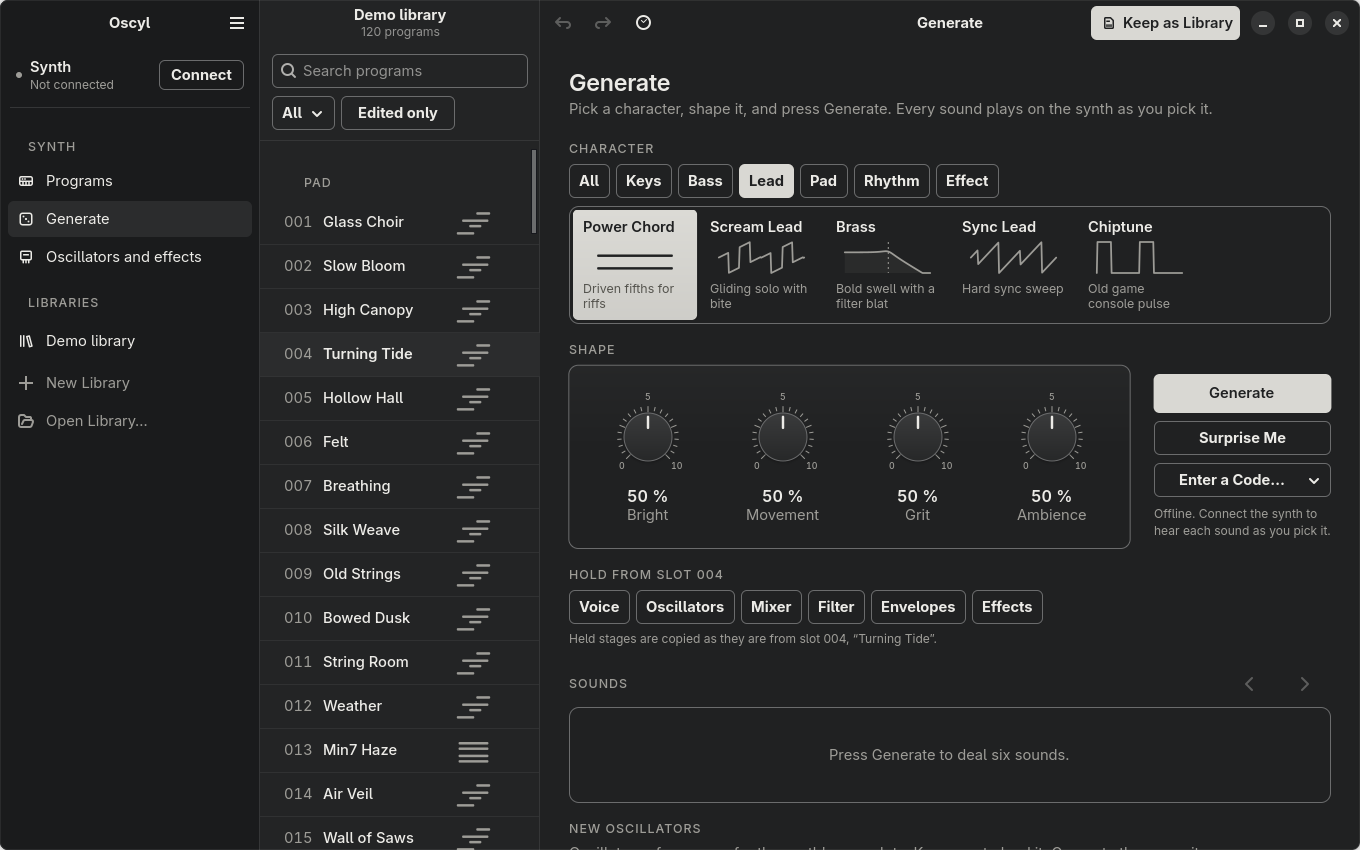 Oscyl
Synth
Not connected
Connect
SYNTH
Programs
Generate
Oscillators and effects
LIBRARIES
Demo library
New Library
Open Library...
Demo library
120 programs
Search programs
All
Edited only
PAD
001 Glass Choir
002 Slow Bloom
003 High Canopy
004 Turning Tide
005 Hollow Hall
006 Felt
007 Breathing
008 Silk Weave
009 Old Strings
010 Bowed Dusk
011 String Room
012 Weather
013 Min7 Haze
014 Air Veil
015 Wall of Saws
Generate
Keep as Library
Generate
Pick a character, shape it, and press Generate. Every sound plays on the synth as you pick it.
CHARACTER
All Keys Bass Lead Pad Rhythm Effect
Power Chord
Driven fifths for
riffs
Scream Lead
Gliding solo with
bite
Brass
Bold swell with a
filter blat
Sync Lead
Hard sync sweep
Chiptune
Old game
console pulse
SHAPE
5
0 10
50 %
Bright
5
0 10
50 %
Movement
5
0 10
50 %
Grit
5
0 10
50 %
Ambience
Generate
Surprise Me
Enter a Code...
Offline. Connect the synth to
hear each sound as you pick it.
HOLD FROM SLOT 004
Voice Oscillators Mixer Filter Envelopes Effects
Held stages are copied as they are from slot 004, “Turning Tide”.
SOUNDS
Press Generate to deal six sounds.
NEW OSCILLATORS